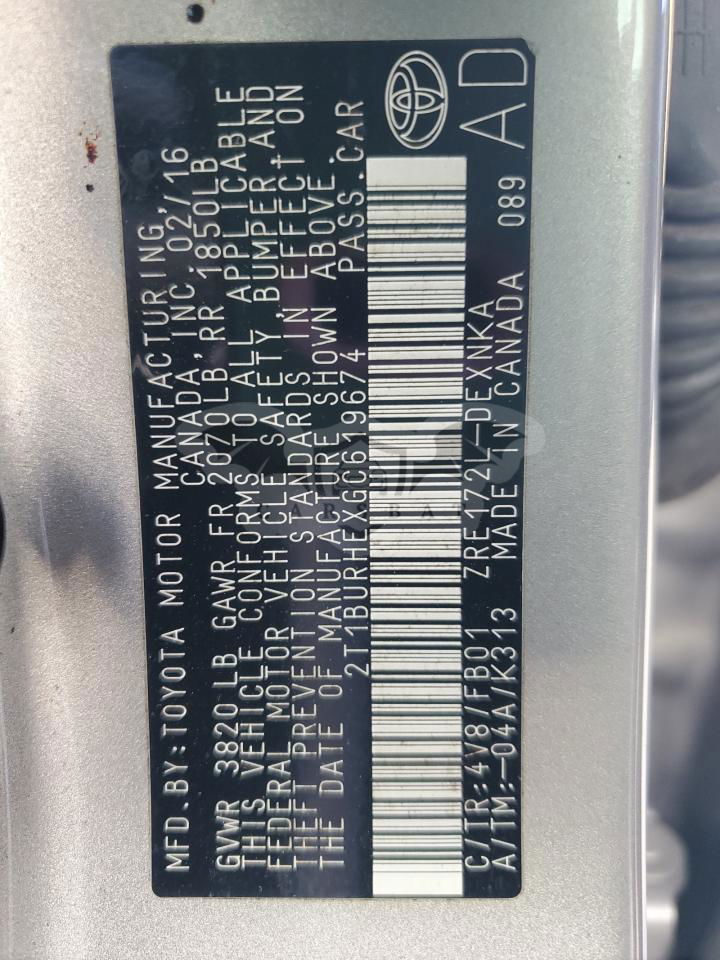 MFD.BY:TOYOTA MOTOR MANUFACTURING,
CANADA, INC. 02/16
GVWR 3820 LB GAWR FR 2070LB, RR 1850LB
THIS VEHICLE CONFORMS TO ALL APPLICABLE
FEDERAL MOTOR VEHICLE SAFETY, BUMPER, AND
THEFT PREVENTION STANDARDS IN EFFECT ON
THE DATE OF MANUFACTURE SHOWN ABOVE.
2T1BURHEXGC619674 PASS.CAR
C/TR:4V8/FB01 ZRE172L-DEXNKA 089
A/TM:-04A/K313 MADE IN CANADA
AD